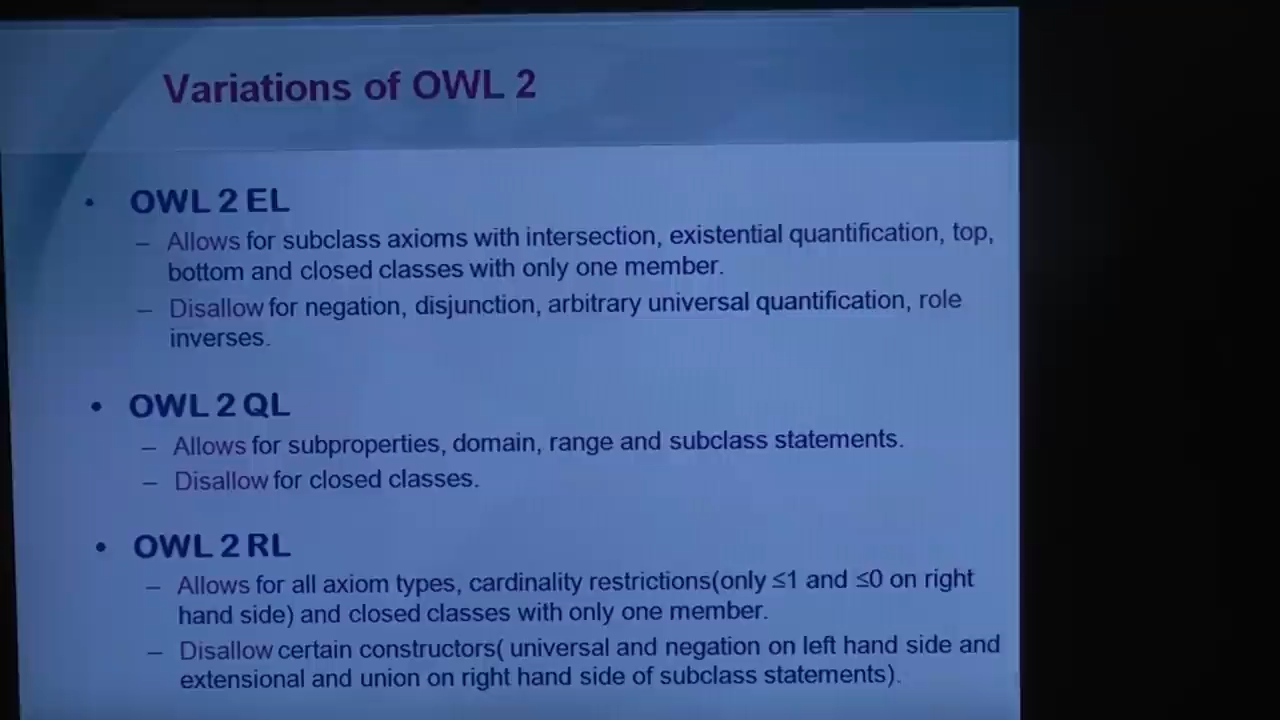 Variations of OWL 2
• OWL 2 EL
– Allows for subclass axioms with intersection, existential quantification, top,
bottom and closed classes with only one member.
– Disallow for negation, disjunction, arbitrary universal quantification, role
inverses.
• OWL 2 QL
– Allows for subproperties, domain, range and subclass statements.
– Disallow for closed classes.
• OWL 2 RL
– Allows for all axiom types, cardinality restrictions(only ≤1 and ≤0 on right
hand side) and closed classes with only one member.
– Disallow certain constructors( universal and negation on left hand side and
extensional and union on right hand side of subclass statements).